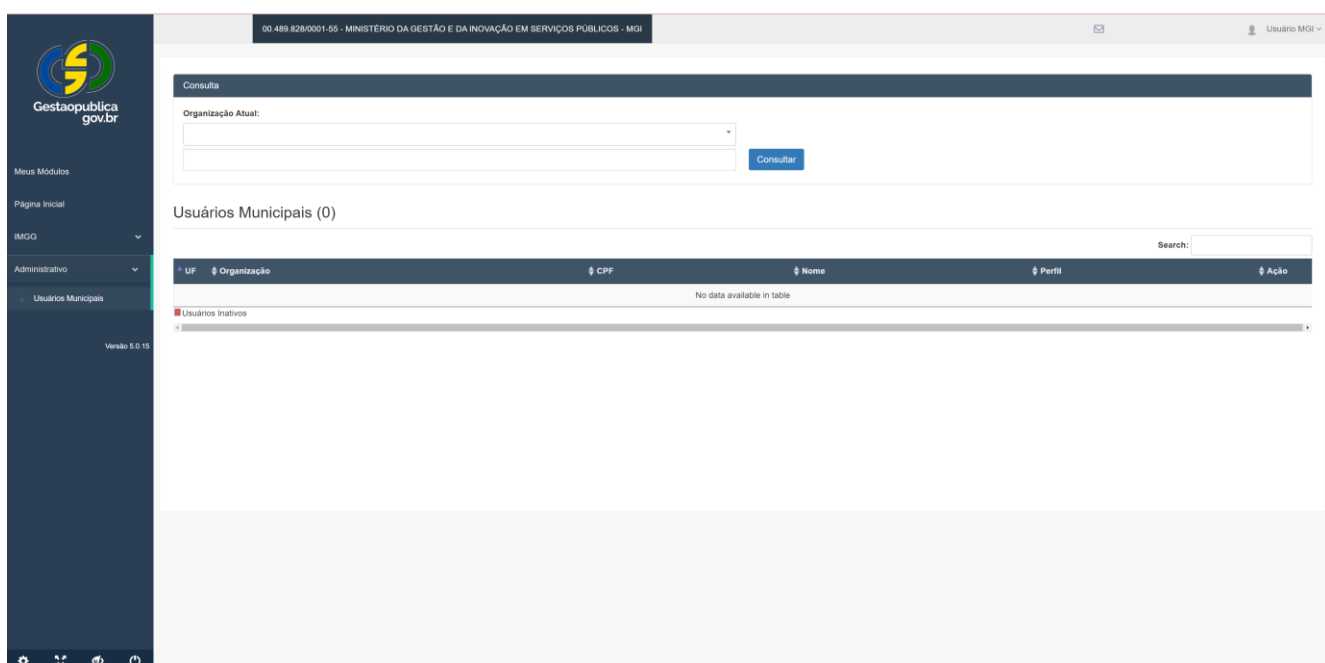 00.489.828/0001-55 - MINISTÉRIO DA GESTÃO E DA INOVAÇÃO EM SERVIÇOS PÚBLICOS - MGI
Usuário MGI
Gestaopublica
gov.br
Meus Módulos
Página Inicial
IMGG
Administrativo
Usuários Municipais
Versão 5.0.15
Consulta
Organização Atual:
Consultar
Usuários Municipais (0)
Search:
UF Organização CPF Nome Perfil Ação
No data available in table
Usuários Inativos